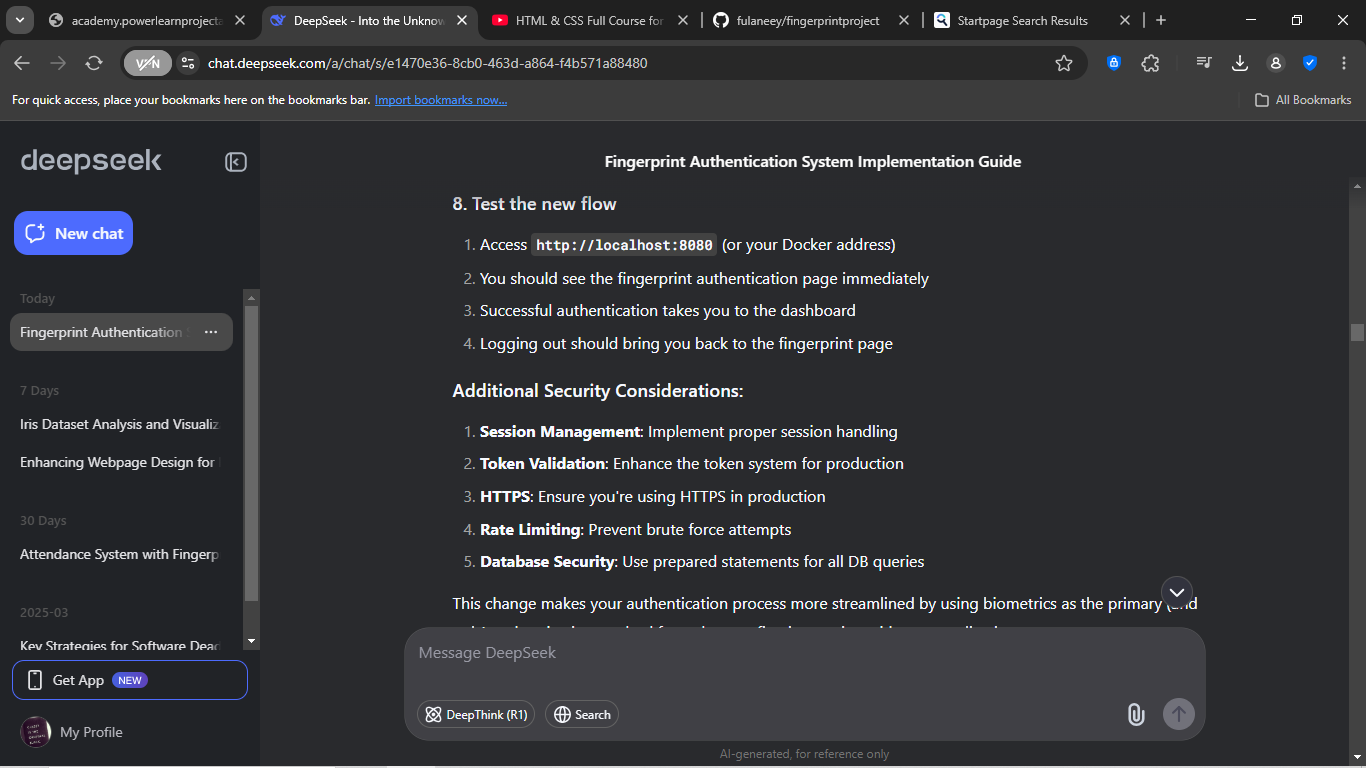 academy.powerlearnprojecta
DeepSeek - Into the Unknow
HTML & CSS Full Course for
fulaneey/fingerprintproject
Startpage Search Results
VPN
chat.deepseek.com/a/chat/s/e1470e36-8cb0-463d-a864-f4b571a88480
For quick access, place your bookmarks here on the bookmarks bar. Import bookmarks now...
All Bookmarks
deepseek
New chat
Today
Fingerprint Authentication
7 Days
Iris Dataset Analysis and Visualiz
Enhancing Webpage Design for
30 Days
Attendance System with Fingerp
2025-03
Key Strategies for Software Dead
Get App NEW
My Profile
Fingerprint Authentication System Implementation Guide
8. Test the new flow
1. Access http://localhost:8080 (or your Docker address)
2. You should see the fingerprint authentication page immediately
3. Successful authentication takes you to the dashboard
4. Logging out should bring you back to the fingerprint page
Additional Security Considerations:
1. Session Management: Implement proper session handling
2. Token Validation: Enhance the token system for production
3. HTTPS: Ensure you're using HTTPS in production
4. Rate Limiting: Prevent brute force attempts
5. Database Security: Use prepared statements for all DB queries
This change makes your authentication process more streamlined by using biometrics as the primary (and
Message DeepSeek
DeepThink (R1)
Search
AI-generated, for reference only